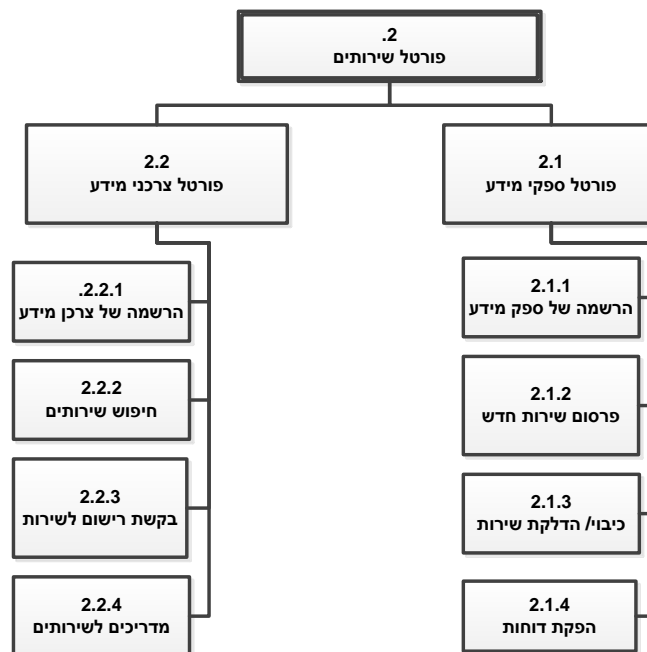 2.
פורטל שירותים
2.1
פורטל ספקי מידע
2.1.1
הרשמה של ספק מידע
2.1.2
פרסום שירות חדש
2.1.3
כיבוי/ הדלקת שירות
2.1.4
הפקת דוחות
2.2
פורטל צרכני מידע
2.2.1.
הרשמה של צרכן מידע
2.2.2
חיפוש שירותים
2.2.3
בקשת רישום לשירות
2.2.4
מדריכים לשירותים